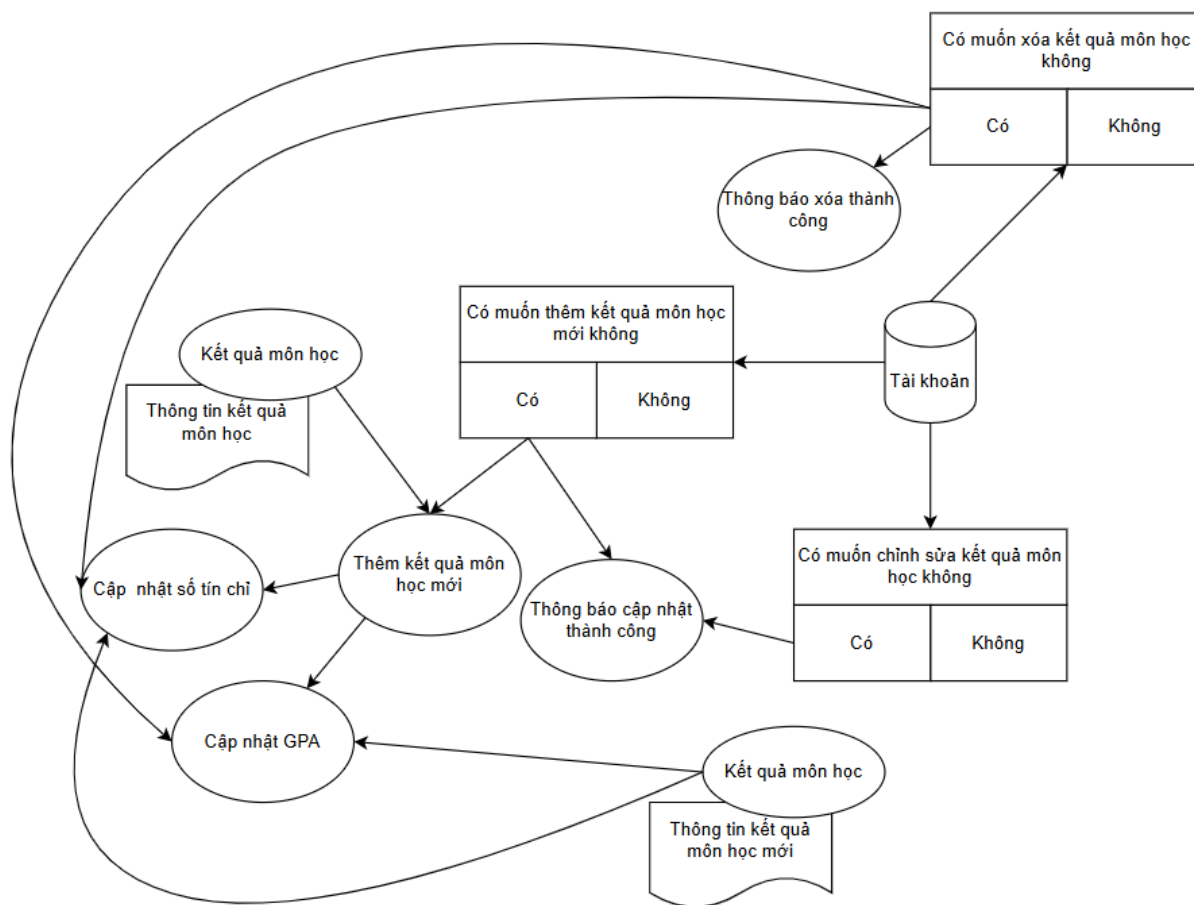 Có muốn xóa kết quả môn học
không
Có
Không
Thông báo xóa thành
công
Có muốn thêm kết quả môn học
mới không
Có
Không
Kết quả môn học
Thông tin kết quả
môn học
Tài khoản
Có muốn chỉnh sửa kết quả môn
học không
Có
Không
Thêm kết quả môn
học mới
Cập  nhật số tín chỉ
Thông báo cập nhật
thành công
Cập nhật GPA
Kết quả môn học
Thông tin kết quả
môn học mới